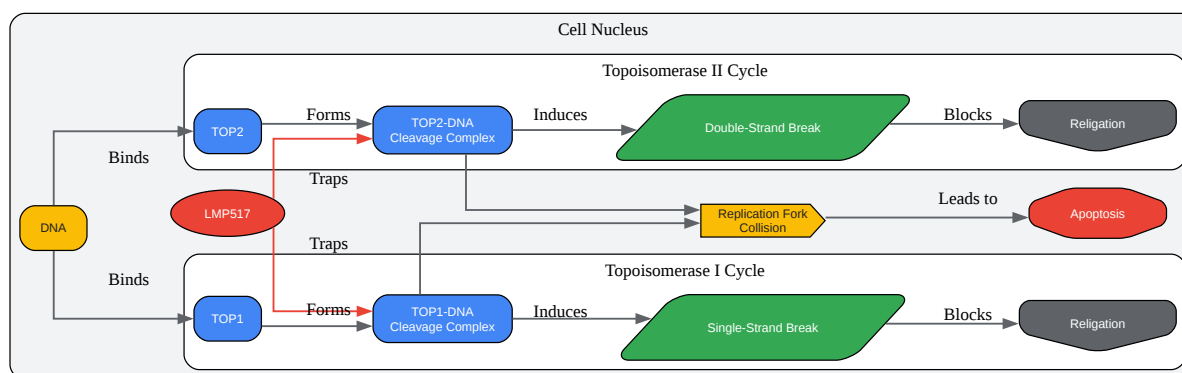 Cell Nucleus
Topoisomerase II Cycle
TOP2
Forms
TOP2-DNA
Cleavage Complex
Induces
Double-Strand Break
Blocks
Religation
Binds
Traps
DNA
LMP517
Replication Fork
Collision
Leads to
Apoptosis
Traps
Binds
Topoisomerase I Cycle
TOP1
Forms
TOP1-DNA
Cleavage Complex
Induces
Single-Strand Break
Blocks
Religation